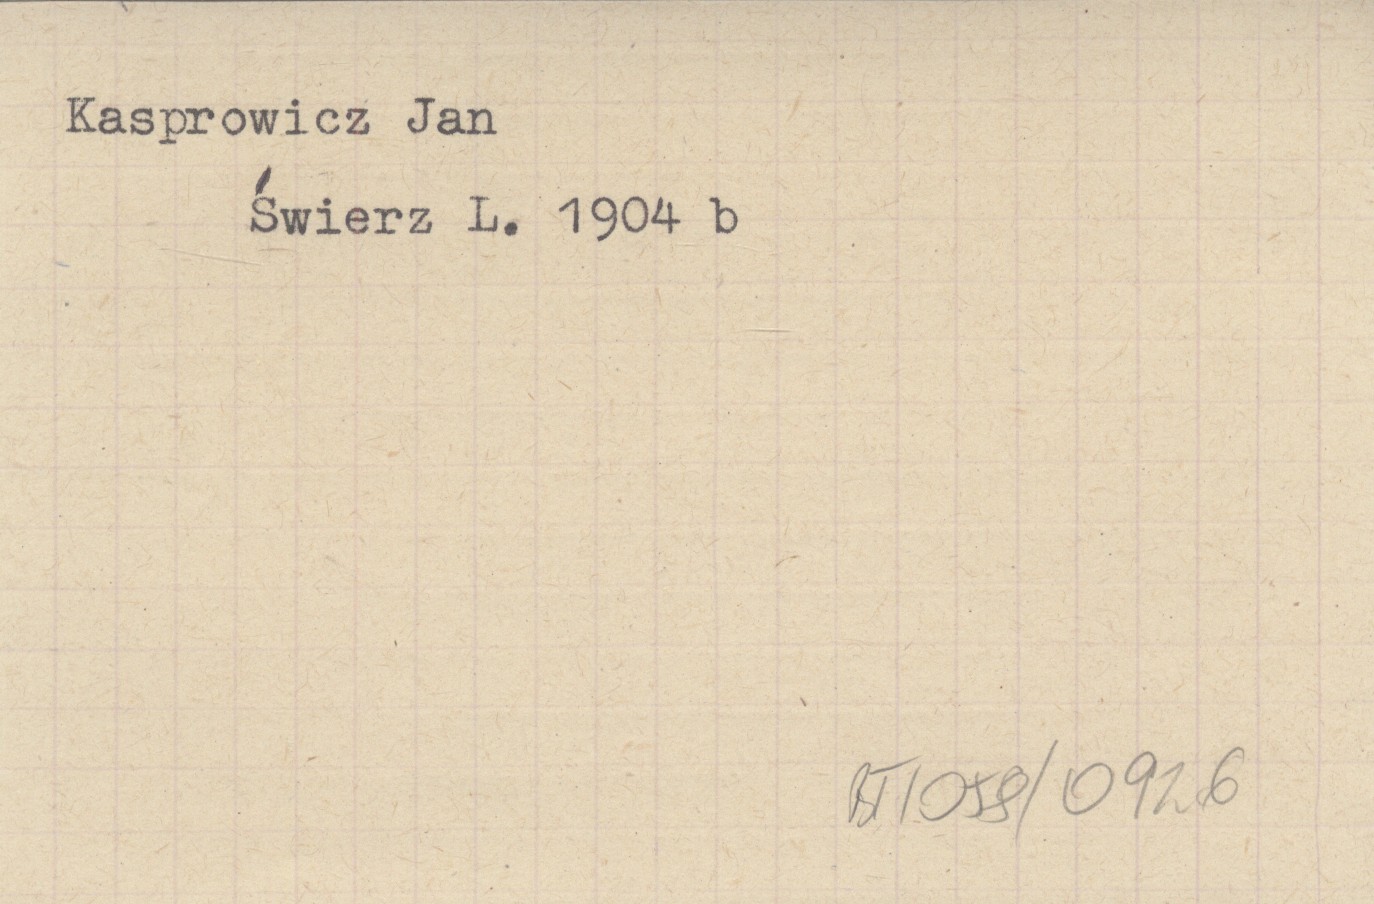 Kasprowicz Jan
Świerz L. 1904 b
BT1058/0926